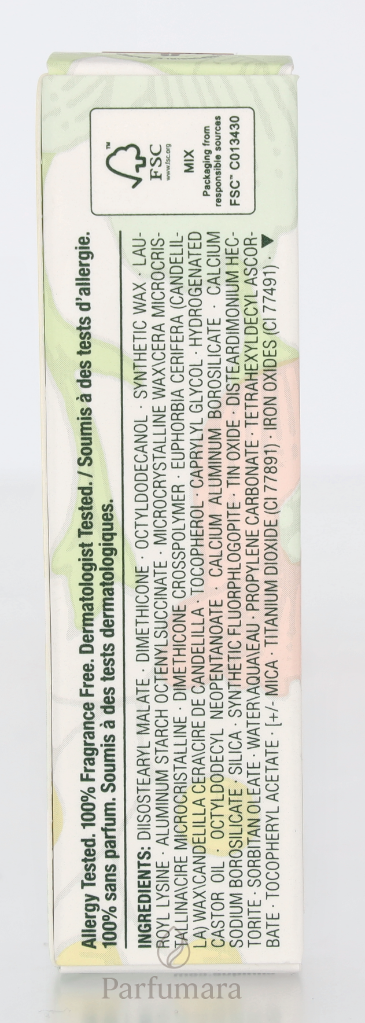 Allergy Tested. 100% Fragrance Free. Dermatologist Tested. / Soumis à des tests d'allergie.
100% sans parfum. Soumis à des tests dermatologiques.
INGREDIENTS: DIISOSTEARYL MALATE · DIMETHICONE · OCTYLDODECANOL · SYNTHETIC WAX · LAU-
ROYL LYSINE · ALUMINUM STARCH OCTENYLSUCCINATE · MICROCRYSTALLINE WAX\CERA MICROCRIS-
TALLINA\CIRE MICROCRISTALLINE · DIMETHICONE CROSSPOLYMER · EUPHORBIA CERIFERA (CANDELIL-
LA) WAX\CANDELILLA CERA\CIRE DE CANDELILLA · TOCOPHEROL · CAPRYLYL GLYCOL · HYDROGENATED
CASTOR OIL · OCTYLDODECYL NEOPENTANOATE · CALCIUM ALUMINUM BOROSILICATE · CALCIUM
SODIUM BOROSILICATE · SILICA · SYNTHETIC FLUORPHLOGOPITE · TIN OXIDE · DISTEARDIMONIUM HEC-
TORITE · SORBITAN OLEATE · WATER\AQUA\EAU · PROPYLENE CARBONATE · TETRAHEXYLDECYL ASCOR-
BATE · TOCOPHERYL ACETATE · [+/- MICA · TITANIUM DIOXIDE (CI 77891) · IRON OXIDES (CI 77491) · ▼
FSC
™
www.fsc.org
MIX
Packaging from
responsible sources
FSC™ C013430
Parfumara